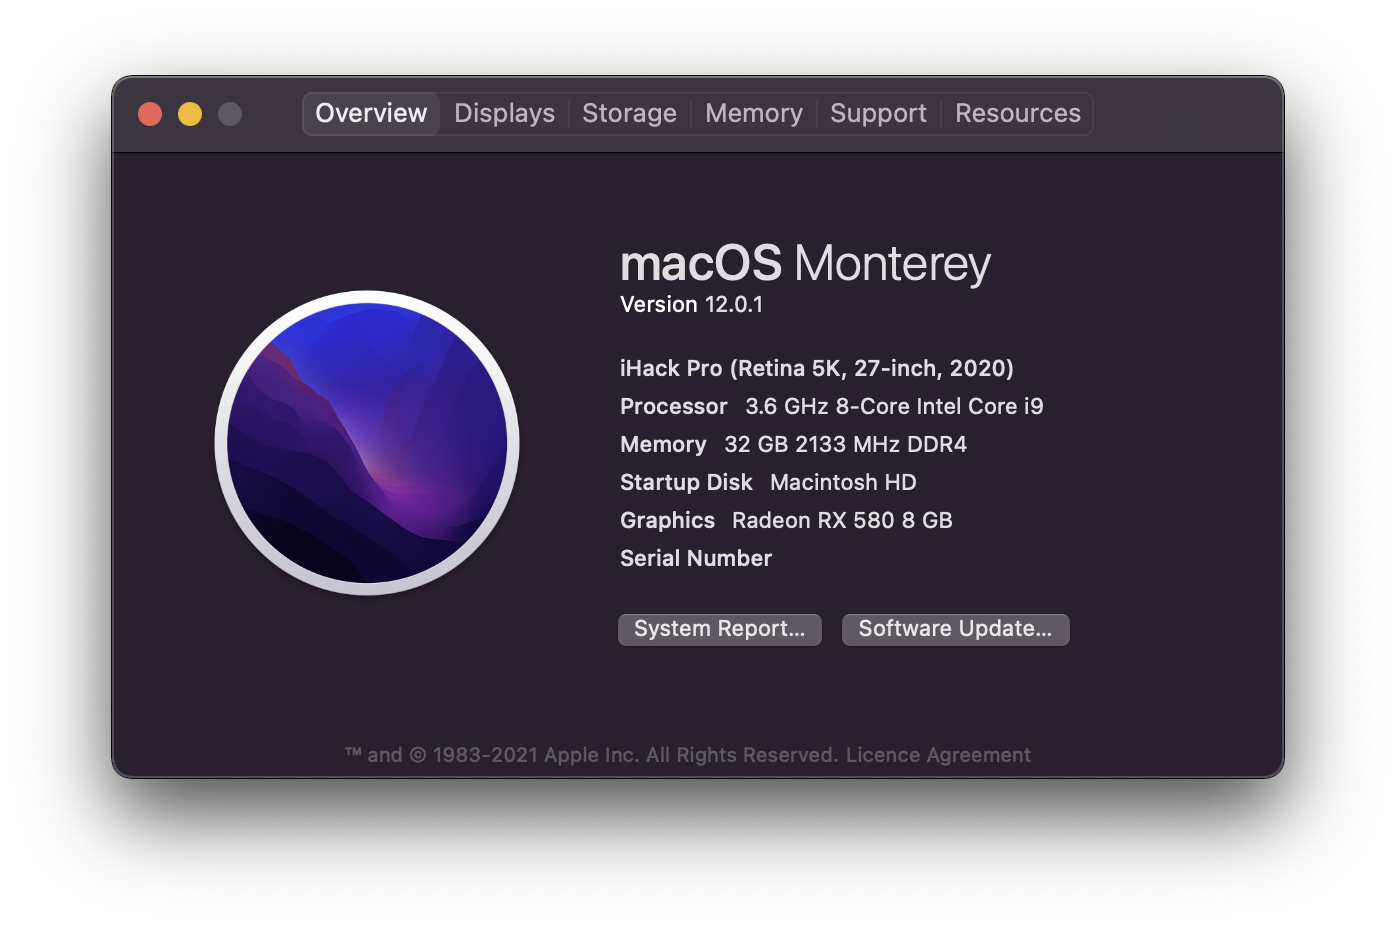 Overview Displays Storage Memory Support Resources
macOS Monterey
Version 12.0.1
iHack Pro (Retina 5K, 27-inch, 2020)
Processor 3.6 GHz 8-Core Intel Core i9
Memory 32 GB 2133 MHz DDR4
Startup Disk Macintosh HD
Graphics Radeon RX 580 8 GB
Serial Number
System Report... Software Update...
™ and © 1983-2021 Apple Inc. All Rights Reserved. Licence Agreement